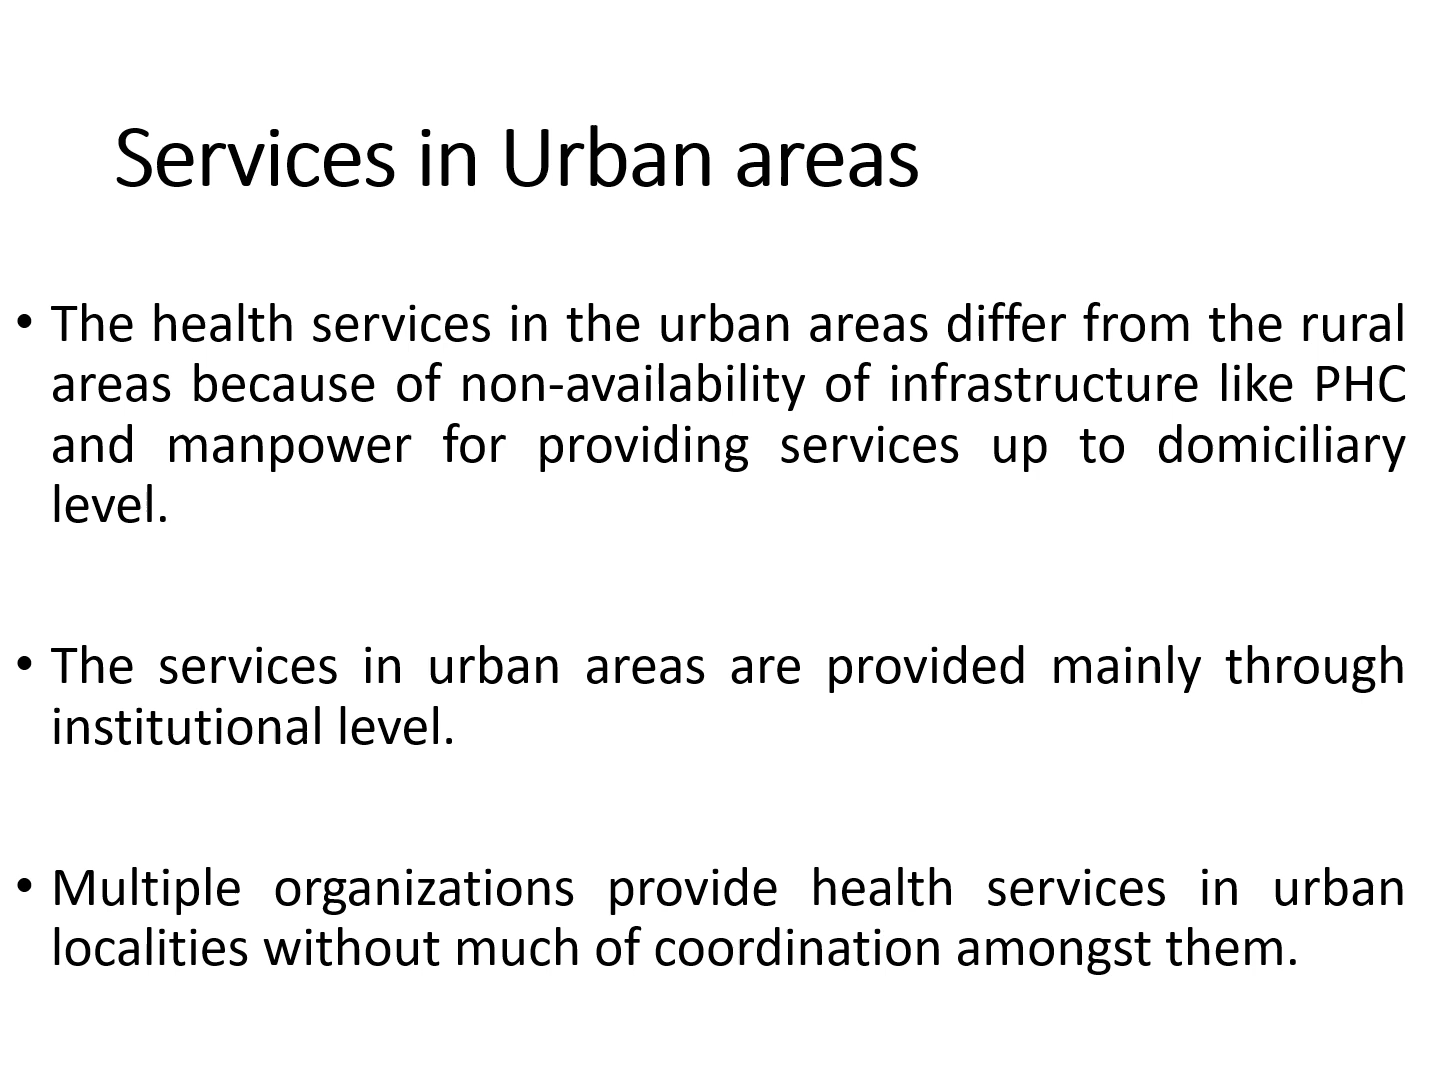 Services in Urban areas
• The health services in the urban areas differ from the rural
areas because of non-availability of infrastructure like PHC
and manpower for providing services up to domiciliary
level.
• The services in urban areas are provided mainly through
institutional level.
• Multiple organizations provide health services in urban
localities without much of coordination amongst them.